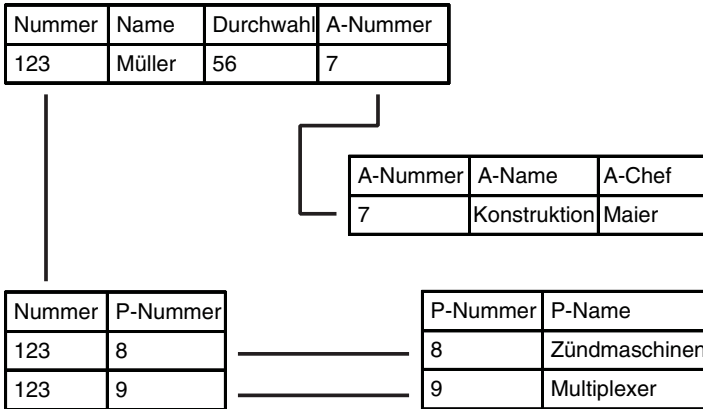 Nummer Name Durchwahl A-Nummer
123 Müller 56 7
A-Nummer A-Name A-Chef
7 Konstruktion Maier
Nummer P-Nummer
123 8
123 9
P-Nummer P-Name
8 Zündmaschinen
9 Multiplexer